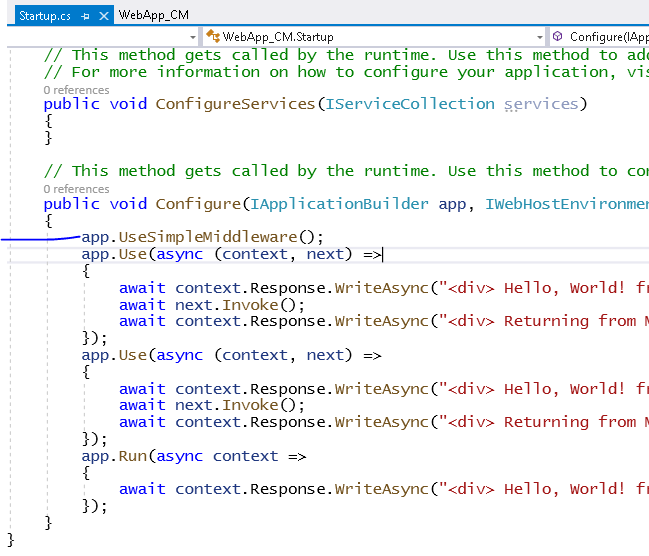 Startup.cs WebApp_CM
WebApp_CM.Startup Configure(IApp
// This method gets called by the runtime. Use this method to add
// For more information on how to configure your application, vis
0 references
public void ConfigureServices(IServiceCollection services)
{
}
// This method gets called by the runtime. Use this method to con
0 references
public void Configure(IApplicationBuilder app, IWebHostEnvironmen
{
app.UseSimpleMiddleware();
app.Use(async (context, next) =>
{
await context.Response.WriteAsync("<div> Hello, World! fr
await next.Invoke();
await context.Response.WriteAsync("<div> Returning from M
});
app.Use(async (context, next) =>
{
await context.Response.WriteAsync("<div> Hello, World! fr
await next.Invoke();
await context.Response.WriteAsync("<div> Returning from M
});
app.Run(async context =>
{
await context.Response.WriteAsync("<div> Hello, World! fr
});
}
}